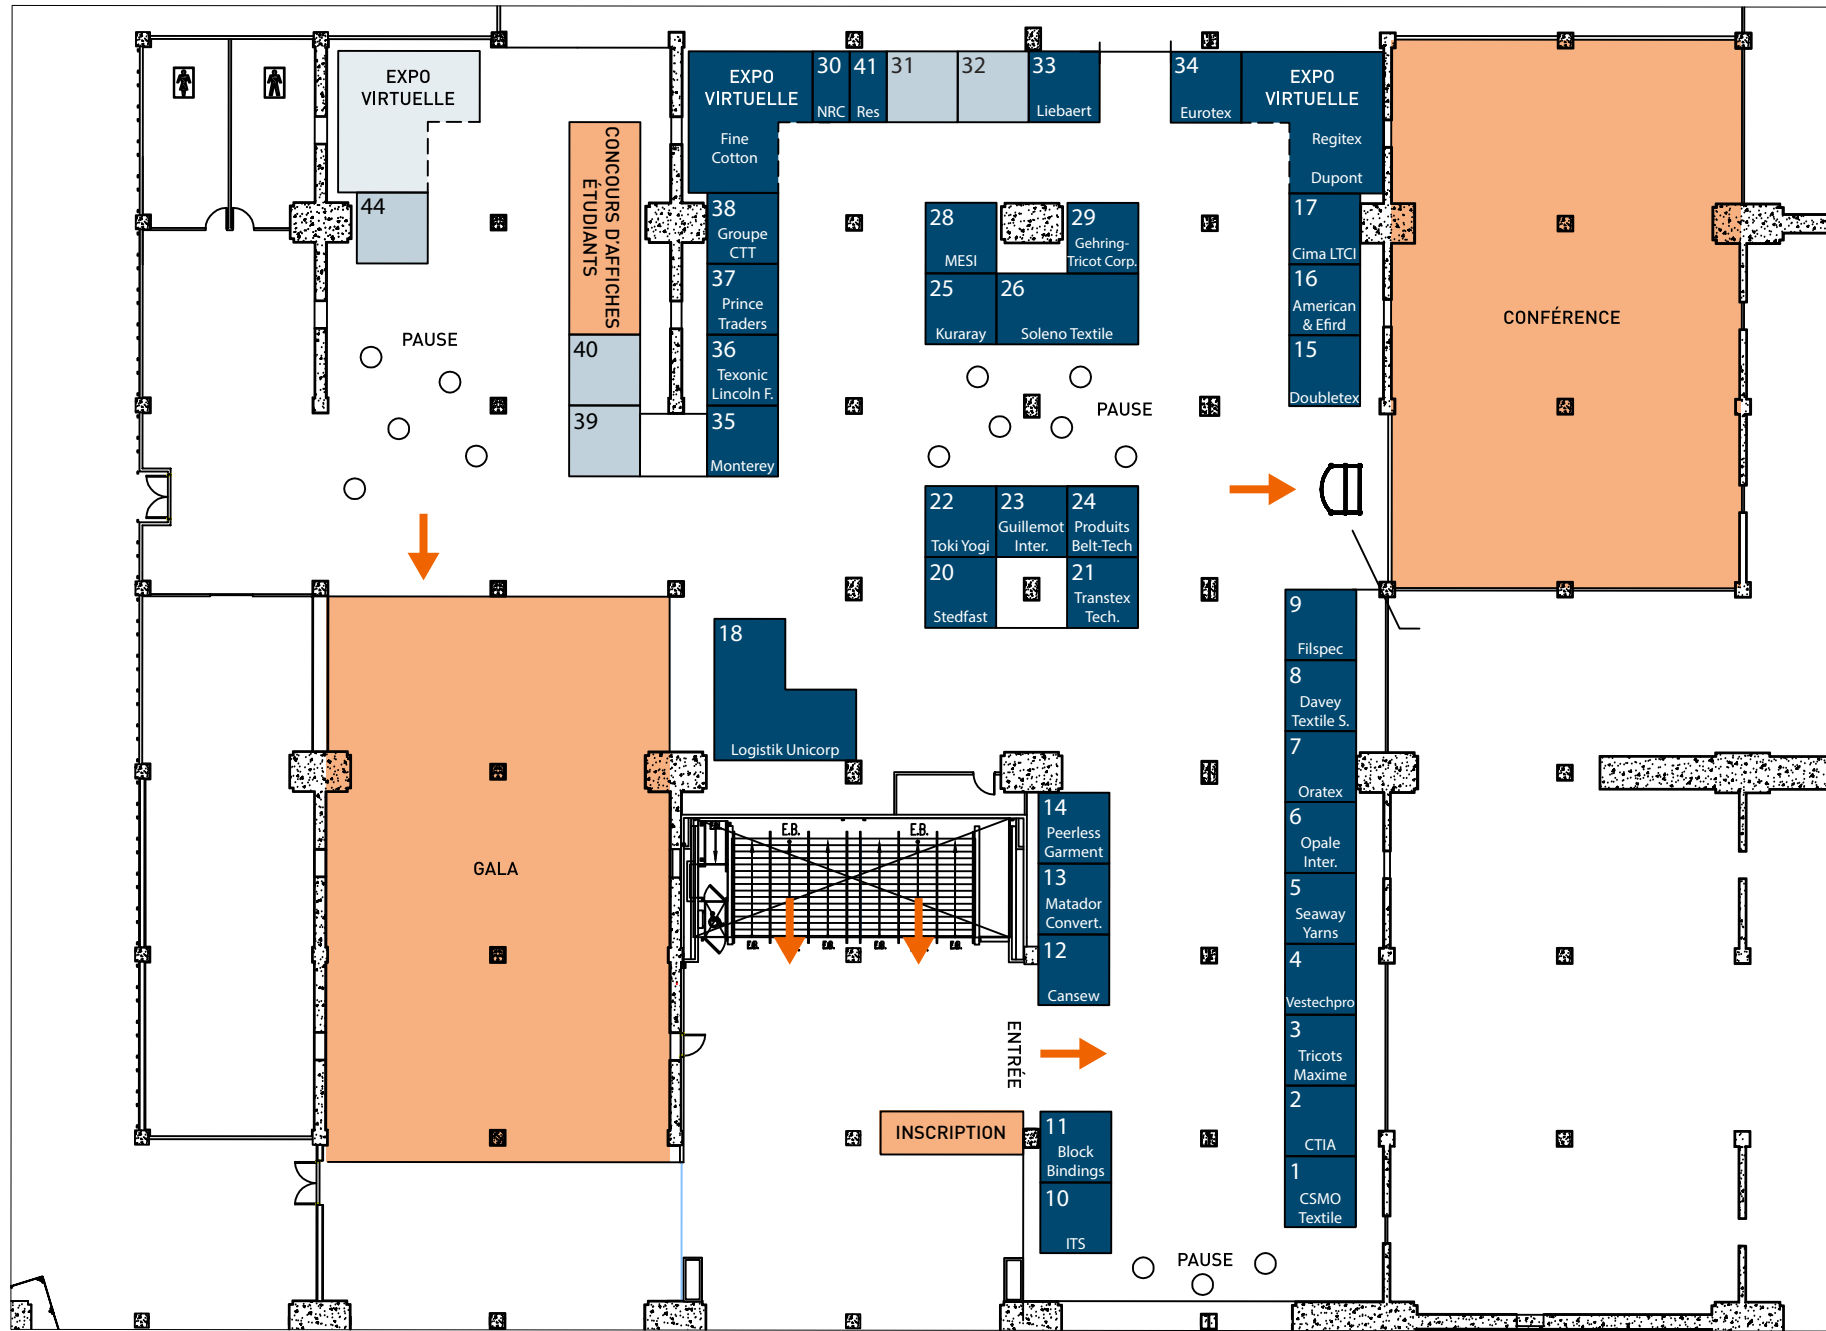 EXPO
VIRTUELLE
44
CONCOURS D'AFFICHES
ÉTUDIANTS
40
39
PAUSE
EXPO
VIRTUELLE
Fine
Cotton
30
NRC
41
Res
31
32
33
Liebaert
34
Eurotex
EXPO
VIRTUELLE
Regitex
Dupont
38
Groupe
CTT
37
Prince
Traders
36
Texonic
Lincoln F.
35
Monterey
28
MESI
29
Gehring-
Tricot Corp.
25
Kuraray
26
Soleno Textile
17
Cima LTCI
16
American
& Efird
15
Doubletex
CONFÉRENCE
PAUSE
22
Toki Yogi
23
Guillemot
Inter.
24
Produits
Belt-Tech
20
Stedfast
21
Transtex
Tech.
18
Logistik Unicorp
9
Filspec
8
Davey
Textile S.
7
Oratex
6
Opale
Inter.
5
Seaway
Yarns
4
Vestechpro
3
Tricots
Maxime
2
CTIA
1
CSMO
Textile
GALA
E.B.
E.B.
E.B.
E.B.
E.B.
E.B.
14
Peerless
Garment
13
Matador
Convert.
12
Cansew
ENTRÉE
INSCRIPTION
11
Block
Bindings
10
ITS
PAUSE